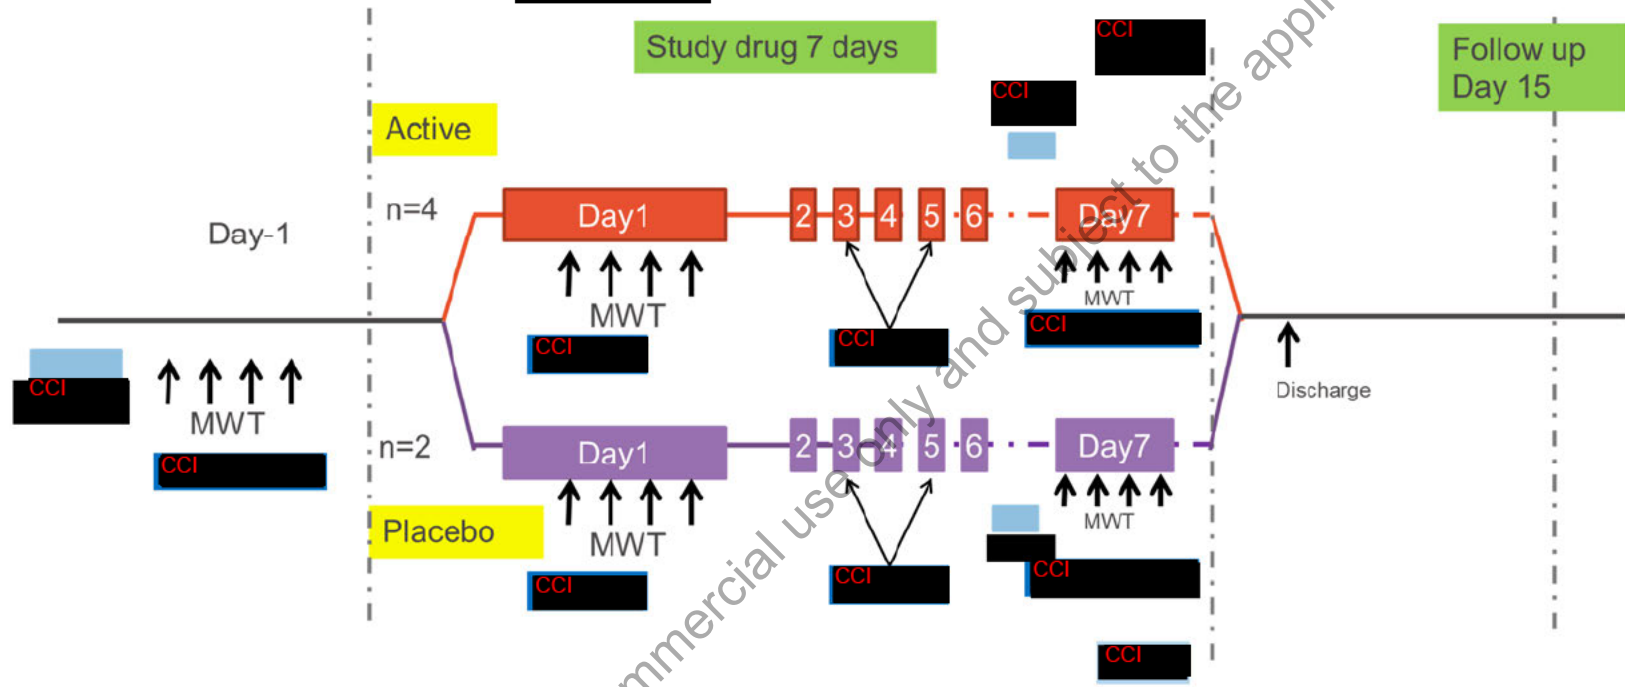 CCI
Study drug 7 days
Follow up
Day 15
CCI
Active
n=4
Day1
2
3
4
5
6
Day7
Day-1
MWT
MWT
CCI
CCI
CCI
CCI
MWT
CCI
Discharge
n=2
Day1
2
3
4
5
6
Day7
Placebo
MWT
MWT
CCI
CCI
CCI
CCI
mmercial use only and subject to the appli